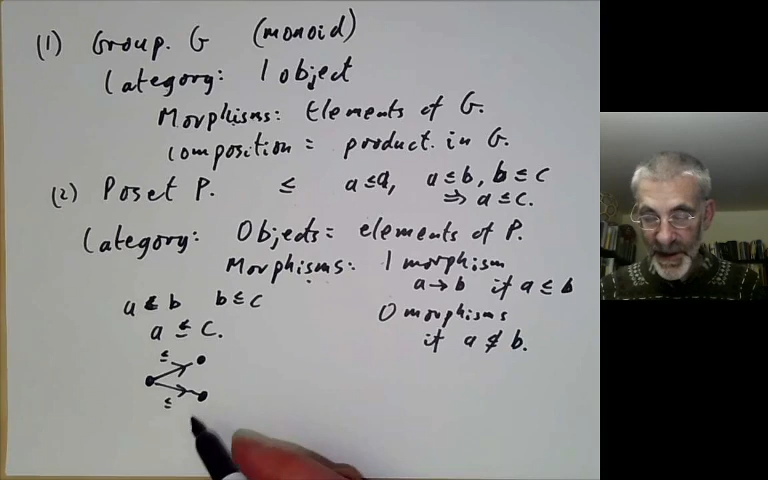 (1) Group. G (monoid)
Category: 1 object
Morphisms: Elements of G.
composition = product in G.
(2) Poset P. ≤ a≤a, a≤b, b≤c
⇒ a≤c.
Category: Objects = elements of P.
Morphisms: 1 morphism
a→b if a≤b
0 morphisms
if a≰b.
a≤b b≤c
a≤c.
≤
≤